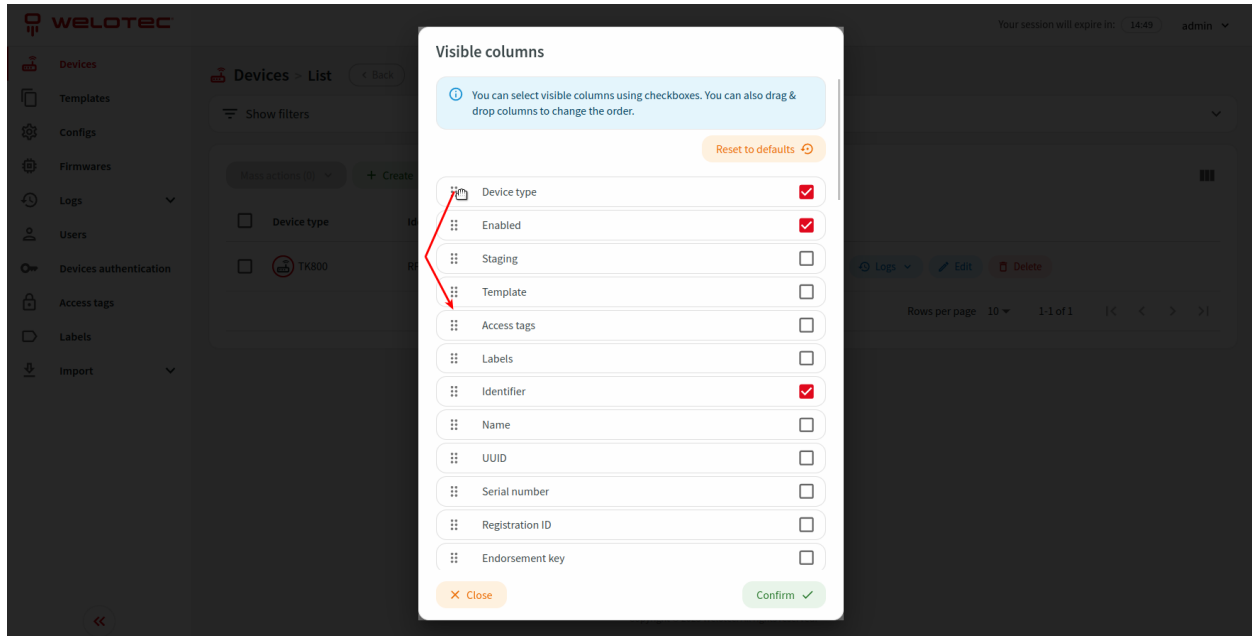 WELOTEC
Your session will expire in: 14:49 admin
Devices
Templates
Configs
Firmwares
Logs
Users
Devices authentication
Access tags
Labels
Import
Devices > List < Back
Show filters
Mass actions (0) + Create
Device type
TK800
Logs Edit Delete
Rows per page 10 1-1 of 1
Visible columns
You can select visible columns using checkboxes. You can also drag &
drop columns to change the order.
Reset to defaults
Device type
Enabled
Staging
Template
Access tags
Labels
Identifier
Name
UUID
Serial number
Registration ID
Endorsement key
Close
Confirm